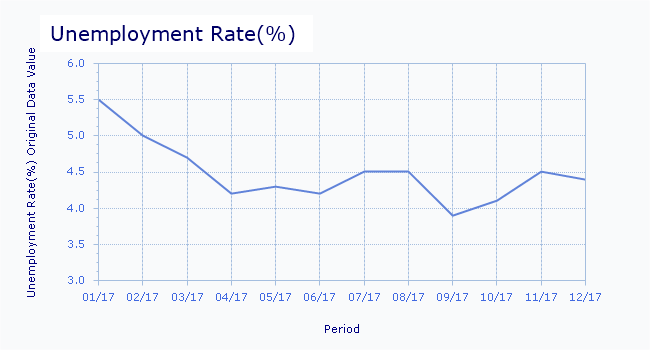 Unemployment Rate(%)
Unemployment Rate(%) Original Data Value
6.0
5.5
5.0
4.5
4.0
3.5
3.0
01/17 02/17 03/17 04/17 05/17 06/17 07/17 08/17 09/17 10/17 11/17 12/17
Period